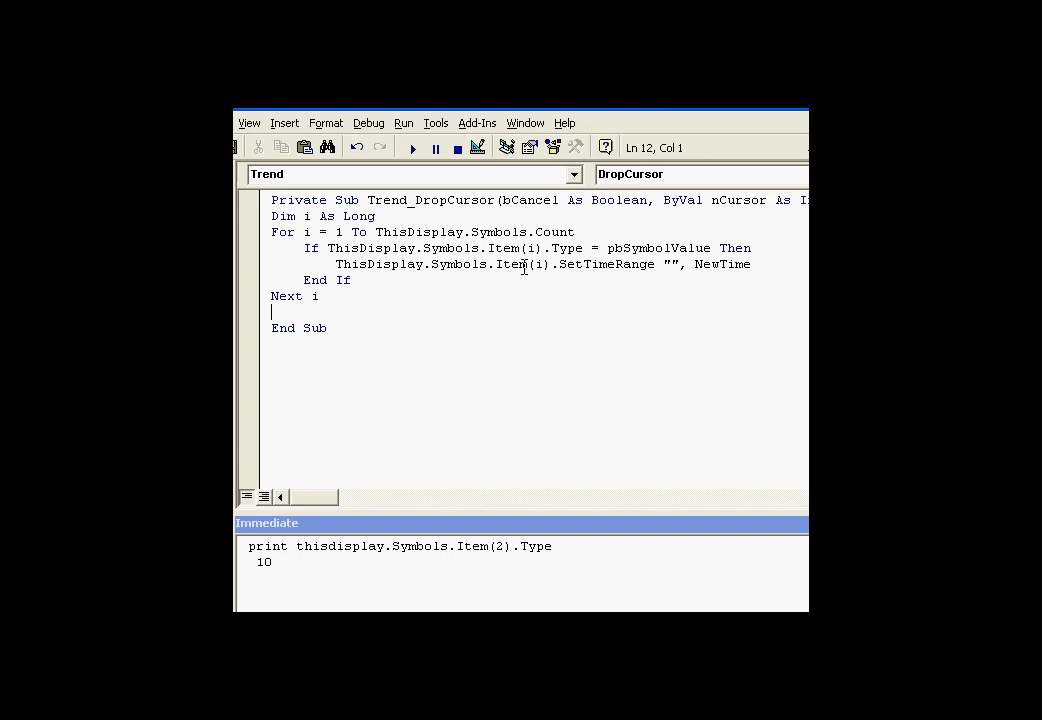 View Insert Format Debug Run Tools Add-Ins Window Help
Ln 12, Col 1
Trend DropCursor
Private Sub Trend_DropCursor(bCancel As Boolean, ByVal nCursor As
Dim i As Long
For i = 1 To ThisDisplay.Symbols.Count
If ThisDisplay.Symbols.Item(i).Type = pbSymbolValue Then
ThisDisplay.Symbols.Item(i).SetTimeRange "", NewTime
End If
Next i
End Sub
Immediate
print thisdisplay.Symbols.Item(2).Type
10